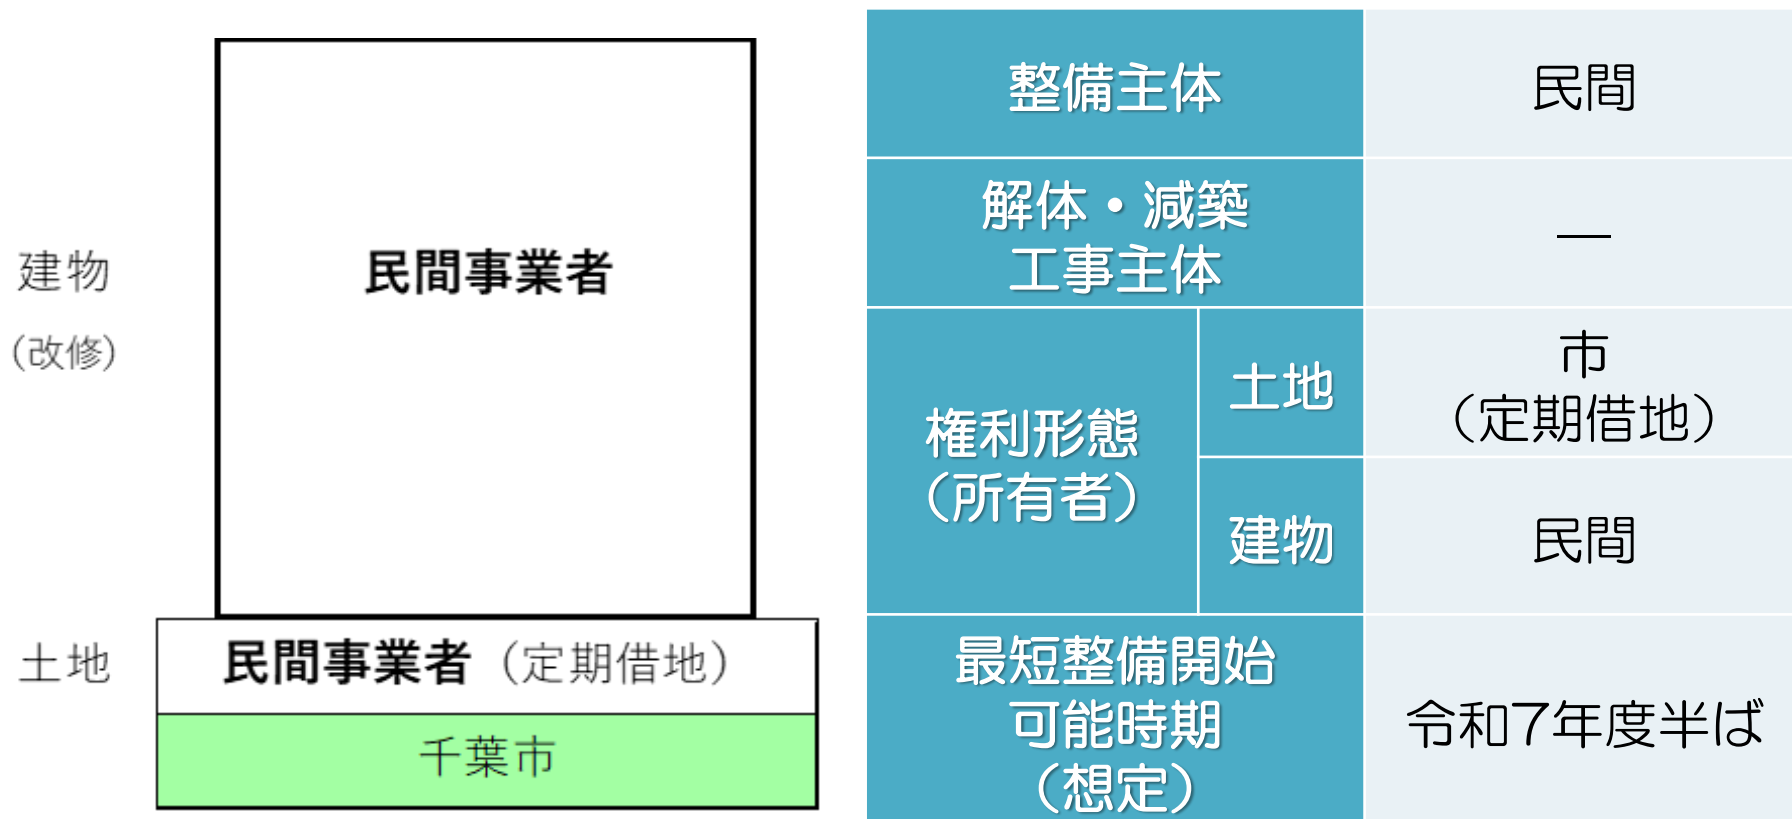 建物
（改修）
民間事業者
土地
民間事業者（定期借地）
千葉市
整備主体
民間
解体・減築
工事主体
―
権利形態
（所有者）
土地
市
（定期借地）
建物
民間
最短整備開始
可能時期
（想定）
令和7年度半ば